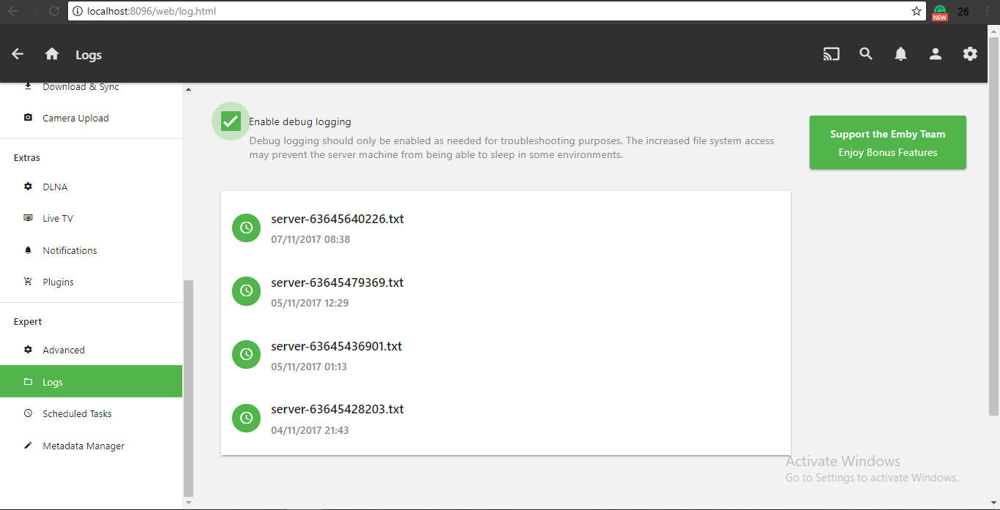 localhost:8096/web/log.html
NEW
26
Logs
Download & Sync
Camera Upload
Extras
DLNA
Live TV
Notifications
Plugins
Expert
Advanced
Logs
Scheduled Tasks
Metadata Manager
Enable debug logging
Debug logging should only be enabled as needed for troubleshooting purposes. The increased file system access
may prevent the server machine from being able to sleep in some environments.
Support the Emby Team
Enjoy Bonus Features
server-63645640226.txt
07/11/2017 08:38
server-63645479369.txt
05/11/2017 12:29
server-63645436901.txt
05/11/2017 01:13
server-63645428203.txt
04/11/2017 21:43
Activate Windows
Go to Settings to activate Windows.